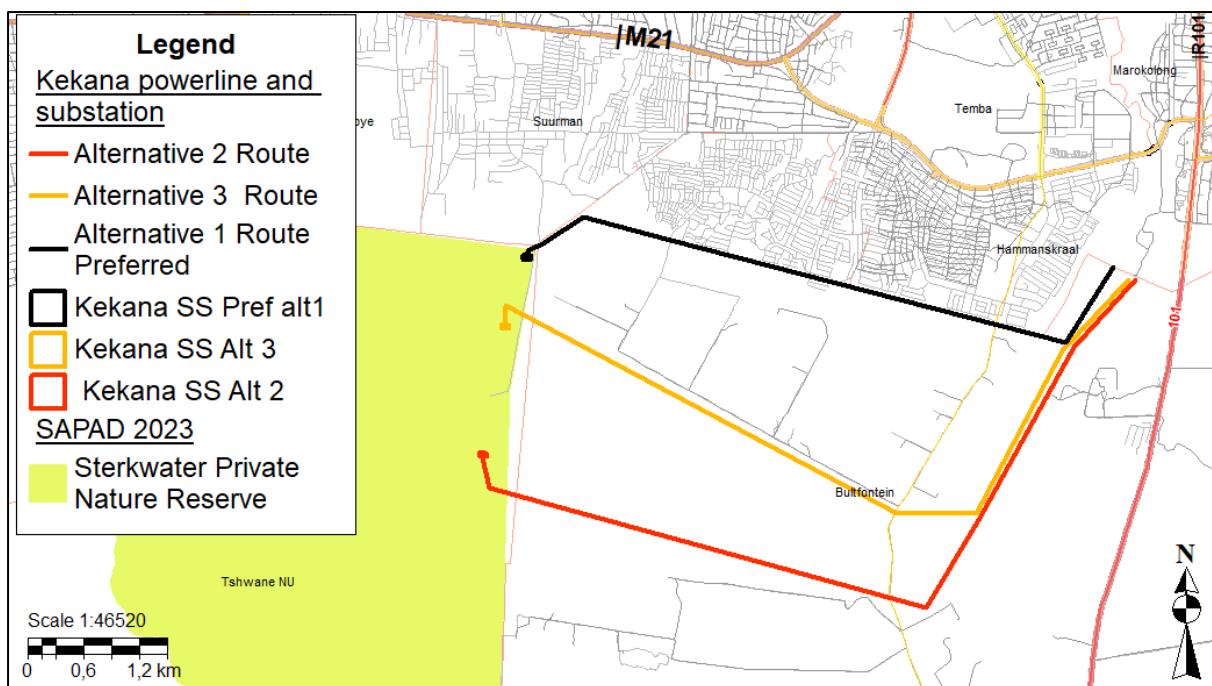 Legend
Kekana powerline and
substation
Alternative 2 Route
Alternative 3 Route
Alternative 1 Route
Preferred
Kekana SS Pref alt1
Kekana SS Alt 3
Kekana SS Alt 2
SAPAD 2023
Sterkwater Private
Nature Reserve
M21
R101
Marokolong
Temba
oye
Suurman
Hammanskraal
101
Bultfontein
Tshwane NU
N
Scale 1:46520
0 0,6 1,2 km